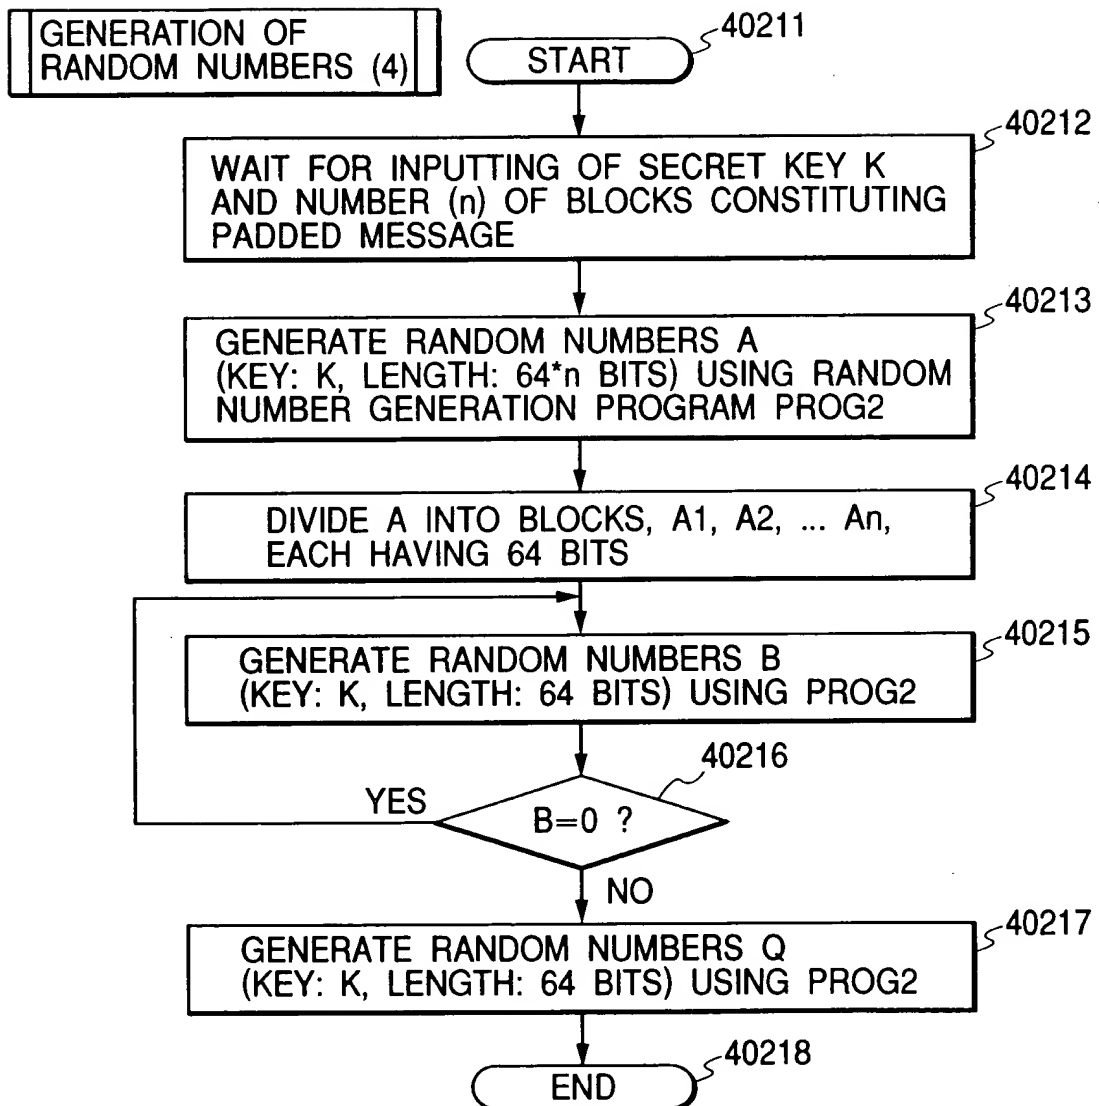 GENERATION OF
RANDOM NUMBERS (4)
START
40211
40212
WAIT FOR INPUTTING OF SECRET KEY K
AND NUMBER (n) OF BLOCKS CONSTITUTING
PADDED MESSAGE
40213
GENERATE RANDOM NUMBERS A
(KEY: K, LENGTH: 64*n BITS) USING RANDOM
NUMBER GENERATION PROGRAM PROG2
40214
DIVIDE A INTO BLOCKS, A1, A2, ... An,
EACH HAVING 64 BITS
40215
GENERATE RANDOM NUMBERS B
(KEY: K, LENGTH: 64 BITS) USING PROG2
40216
YES
B=0 ?
NO
40217
GENERATE RANDOM NUMBERS Q
(KEY: K, LENGTH: 64 BITS) USING PROG2
40218
END